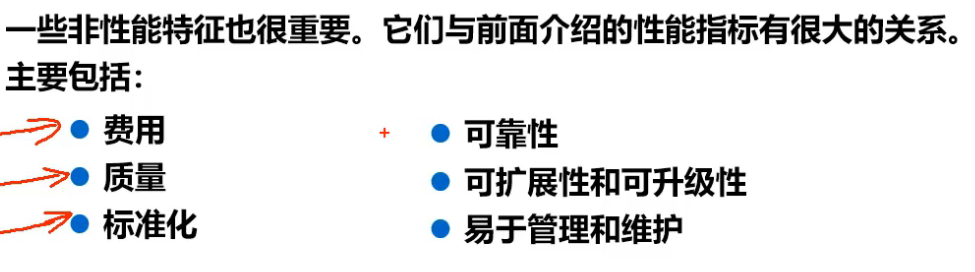 一些非性能特征也很重要。它们与前面介绍的性能指标有很大的关系。
主要包括：
● 费用
● 质量
● 标准化
● 可靠性
● 可扩展性和可升级性
● 易于管理和维护